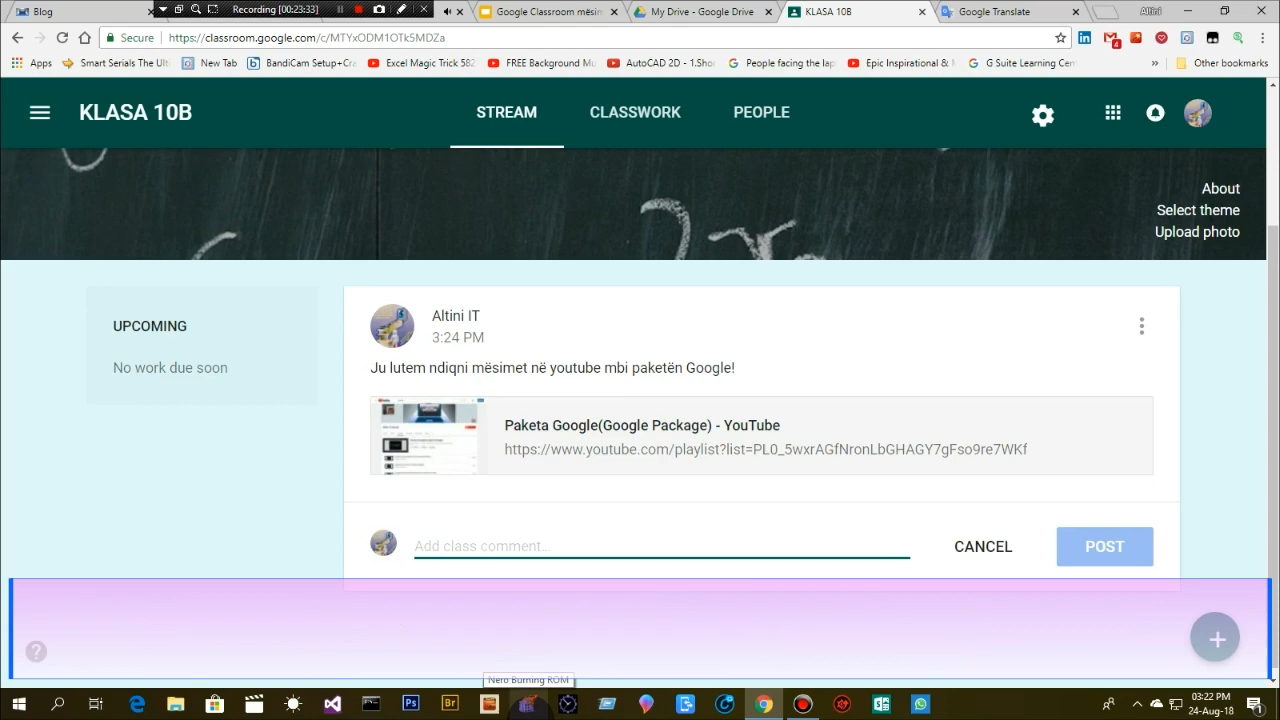 Blog
Recording [00:23:33]
Google Classroom mësim
My Drive - Google Drive
KLASA 10B
Google Translate
Altini
Secure
https://classroom.google.com/c/MTYxODM1OTk5MDZa
4
Apps
Smart Serials The Ult
New Tab
BandiCam Setup+Cra
Excel Magic Trick 582
FREE Background Mu
AutoCAD 2D - 1.Shor
People facing the lap
Epic Inspirational &
G Suite Learning Cen
Other bookmarks
KLASA 10B
STREAM
CLASSWORK
PEOPLE
About
Select theme
Upload photo
UPCOMING
No work due soon
Altini IT
3:24 PM
Ju lutem ndiqni mësimet në youtube mbi paketën Google!
Paketa Google(Google Package) - YouTube
https://www.youtube.com/playlist?list=PL0_5wxrAGfNronLbGHAGY7gFso9re7WKf
Add class comment...
CANCEL
POST
Nero Burning ROM
Ps
Br
03:22 PM
24-Aug-18
1